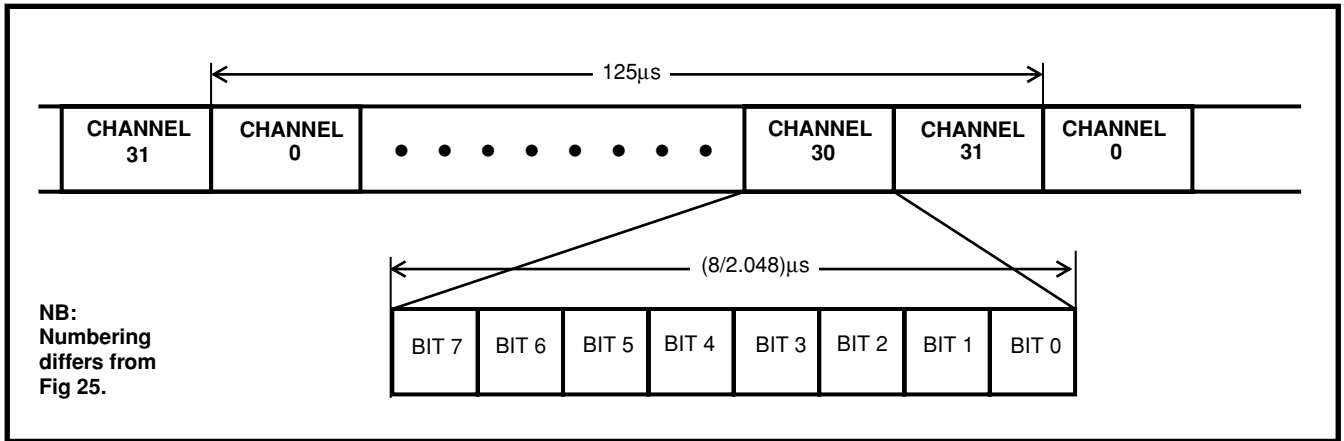 125µs
CHANNEL CHANNEL CHANNEL CHANNEL CHANNEL
31 0 30 31 0
(8/2.048)µs
NB:
Numbering
differs from
Fig 25.
BIT 7 BIT 6 BIT 5 BIT 4 BIT 3 BIT 2 BIT 1 BIT 0